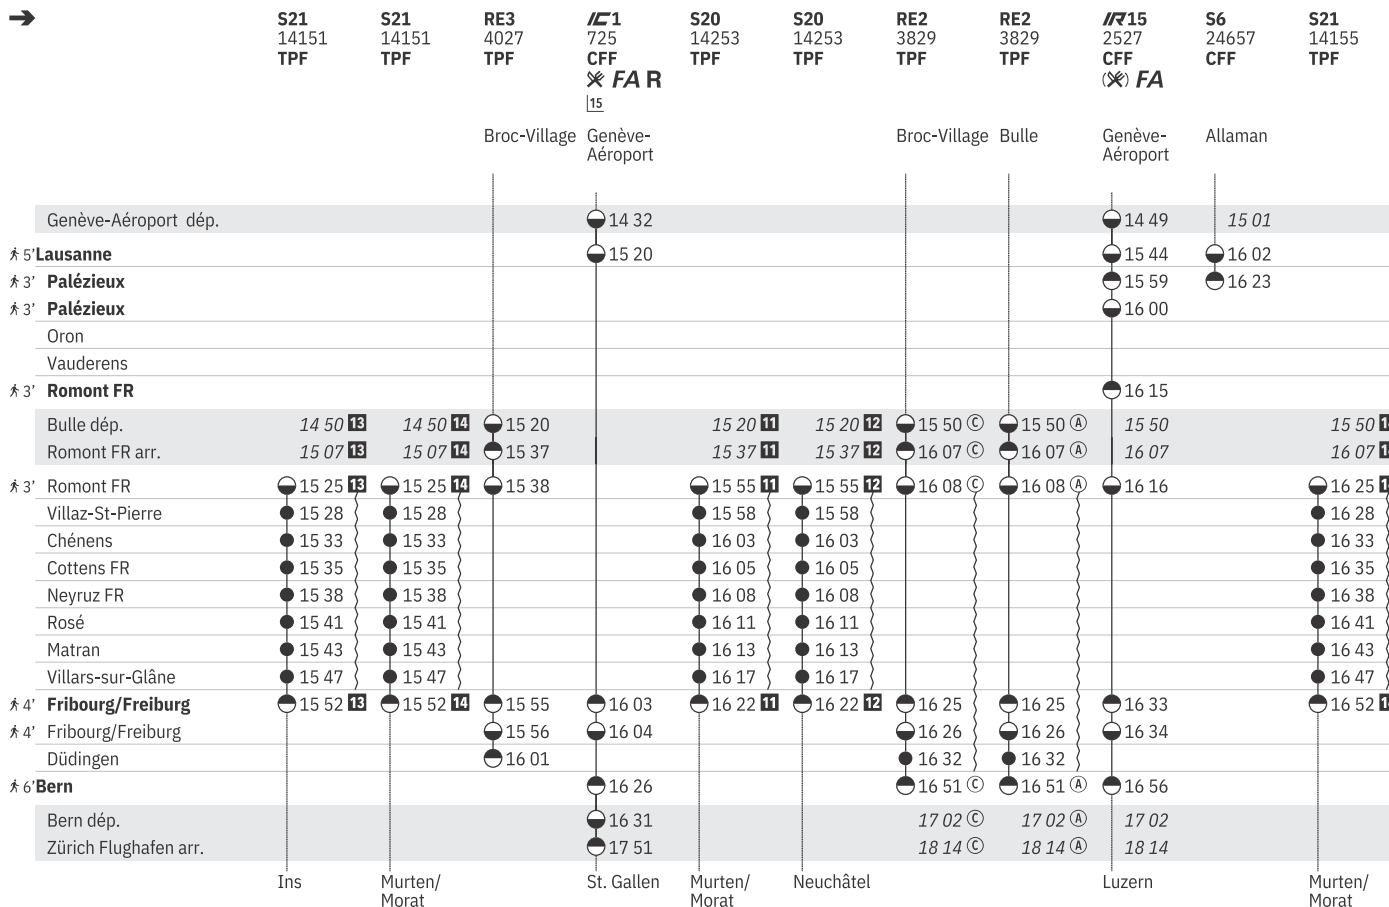 S21 S21 RE3 IC1 S20 S20 RE2 RE2 IR15 S6 S21
14151 14151 4027 725 14253 14253 3829 3829 2527 24657 14155
TPF TPF TPF CFF TPF TPF TPF TPF CFF CFF TPF
FA R FA
15
Broc-Village Genève- Broc-Village Bulle Genève- Allaman
Aéroport Aéroport
Genève-Aéroport dép. 14 32 14 49 15 01
5' Lausanne 15 20 15 44 16 02
3' Palézieux 15 59 16 23
3' Palézieux 16 00
Oron
Vauderens
3' Romont FR 16 15
Bulle dép. 14 50 13 14 50 14 15 20 15 20 11 15 20 12 15 50 C 15 50 A 15 50 15 50
Romont FR arr. 15 07 13 15 07 14 15 37 15 37 11 15 37 12 16 07 C 16 07 A 16 07 16 07
3' Romont FR 15 25 13 15 25 14 15 38 15 55 11 15 55 12 16 08 C 16 08 A 16 16 16 25
Villaz-St-Pierre 15 28 15 28 15 58 15 58 16 28
Chénens 15 33 15 33 16 03 16 03 16 33
Cottens FR 15 35 15 35 16 05 16 05 16 35
Neyruz FR 15 38 15 38 16 08 16 08 16 38
Rosé 15 41 15 41 16 11 16 11 16 41
Matran 15 43 15 43 16 13 16 13 16 43
Villars-sur-Glâne 15 47 15 47 16 17 16 17 16 47
4' Fribourg/Freiburg 15 52 13 15 52 14 15 55 16 03 16 22 11 16 22 12 16 25 16 25 16 33 16 52
4' Fribourg/Freiburg 15 56 16 04 16 26 16 26 16 34
Düdingen 16 01 16 32 16 32
6' Bern 16 26 16 51 C 16 51 A 16 56
Bern dép. 16 31 17 02 C 17 02 A 17 02
Zürich Flughafen arr. 17 51 18 14 C 18 14 A 18 14
Ins Murten/ St. Gallen Murten/ Neuchâtel Luzern Murten/
Morat Morat Morat